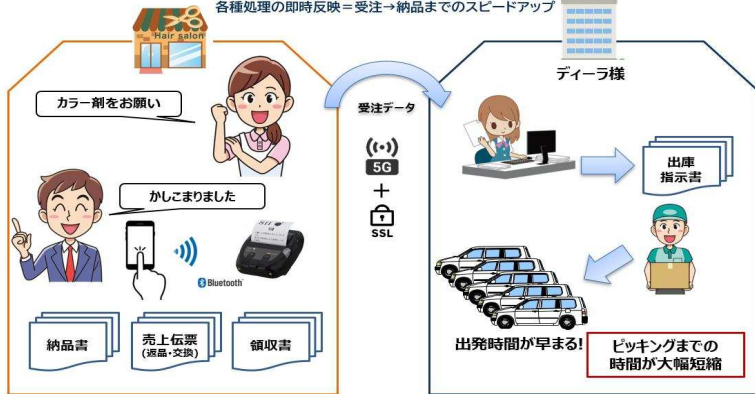 各種処理の即時反映＝受注→納品までのスピードアップ
Hair salon
カラー剤をお願い
かしこまりました
Bluetooth
納品書
売上伝票
(返品・交換)
領収書
受注データ
5G
+
SSL
ディーラ様
出庫
指示書
出発時間が早まる!
ピッキングまでの
時間が大幅短縮